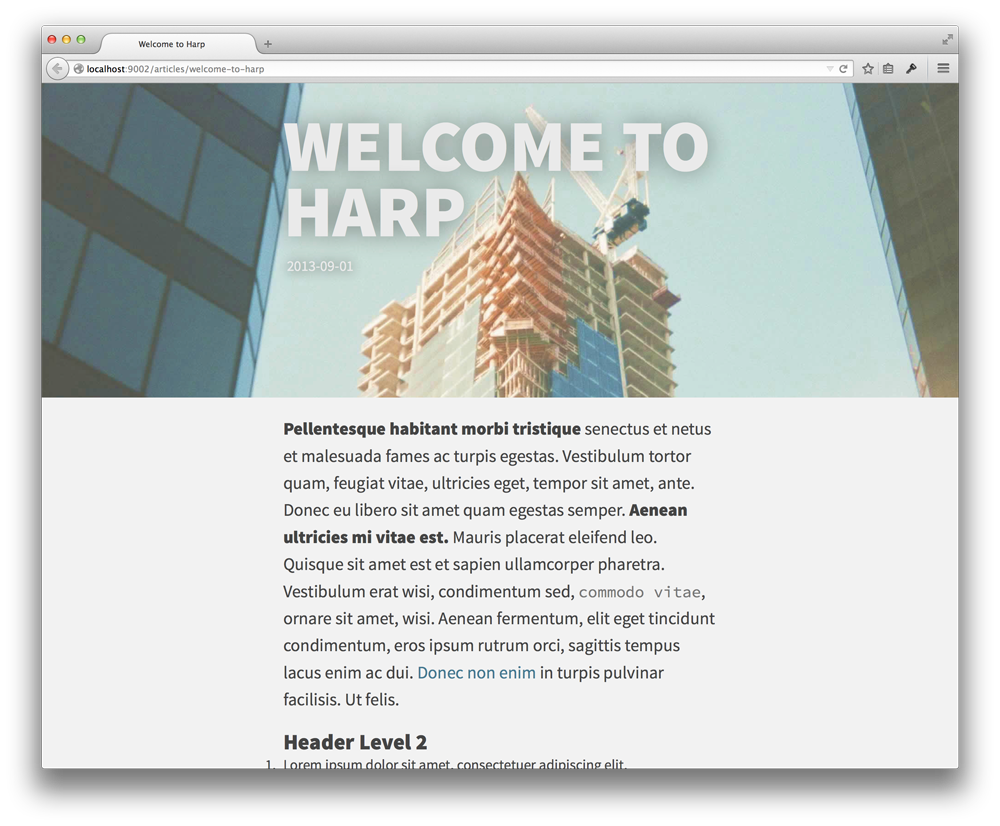 Welcome to Harp
localhost:9002/articles/welcome-to-harp
WELCOME TO
HARP
2013-09-01
Pellentesque habitant morbi tristique senectus et netus
et malesuada fames ac turpis egestas. Vestibulum tortor
quam, feugiat vitae, ultricies eget, tempor sit amet, ante.
Donec eu libero sit amet quam egestas semper. Aenean
ultricies mi vitae est. Mauris placerat eleifend leo.
Quisque sit amet est et sapien ullamcorper pharetra.
Vestibulum erat wisi, condimentum sed, commodo vitae,
ornare sit amet, wisi. Aenean fermentum, elit eget tincidunt
condimentum, eros ipsum rutrum orci, sagittis tempus
lacus enim ac dui. Donec non enim in turpis pulvinar
facilisis. Ut felis.
Header Level 2
1. Lorem ipsum dolor sit amet, consectetuer adipiscing elit.